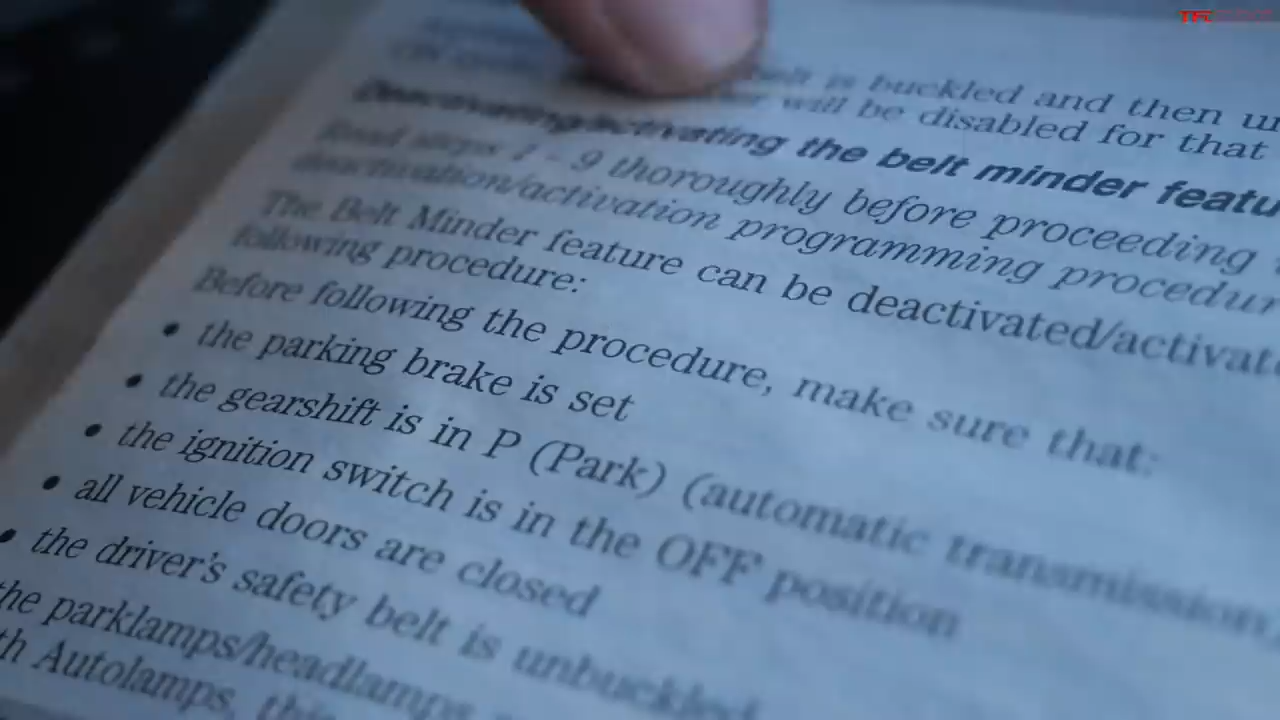 TFL
belt is buckled and then
will be disabled for that
Deactivating/activating the belt minder featu
Read steps 1 - 9 thoroughly before proceeding
deactivation/activation programming procedur
The Belt Minder feature can be deactivated/activate
following procedure:
Before following the procedure, make sure that:
• the parking brake is set
• the gearshift is in P (Park) (automatic transmission)
• the ignition switch is in the OFF position
• all vehicle doors are closed
• the driver's safety belt is unbuckled
the parklamps/headlamps
th Autolamps, this